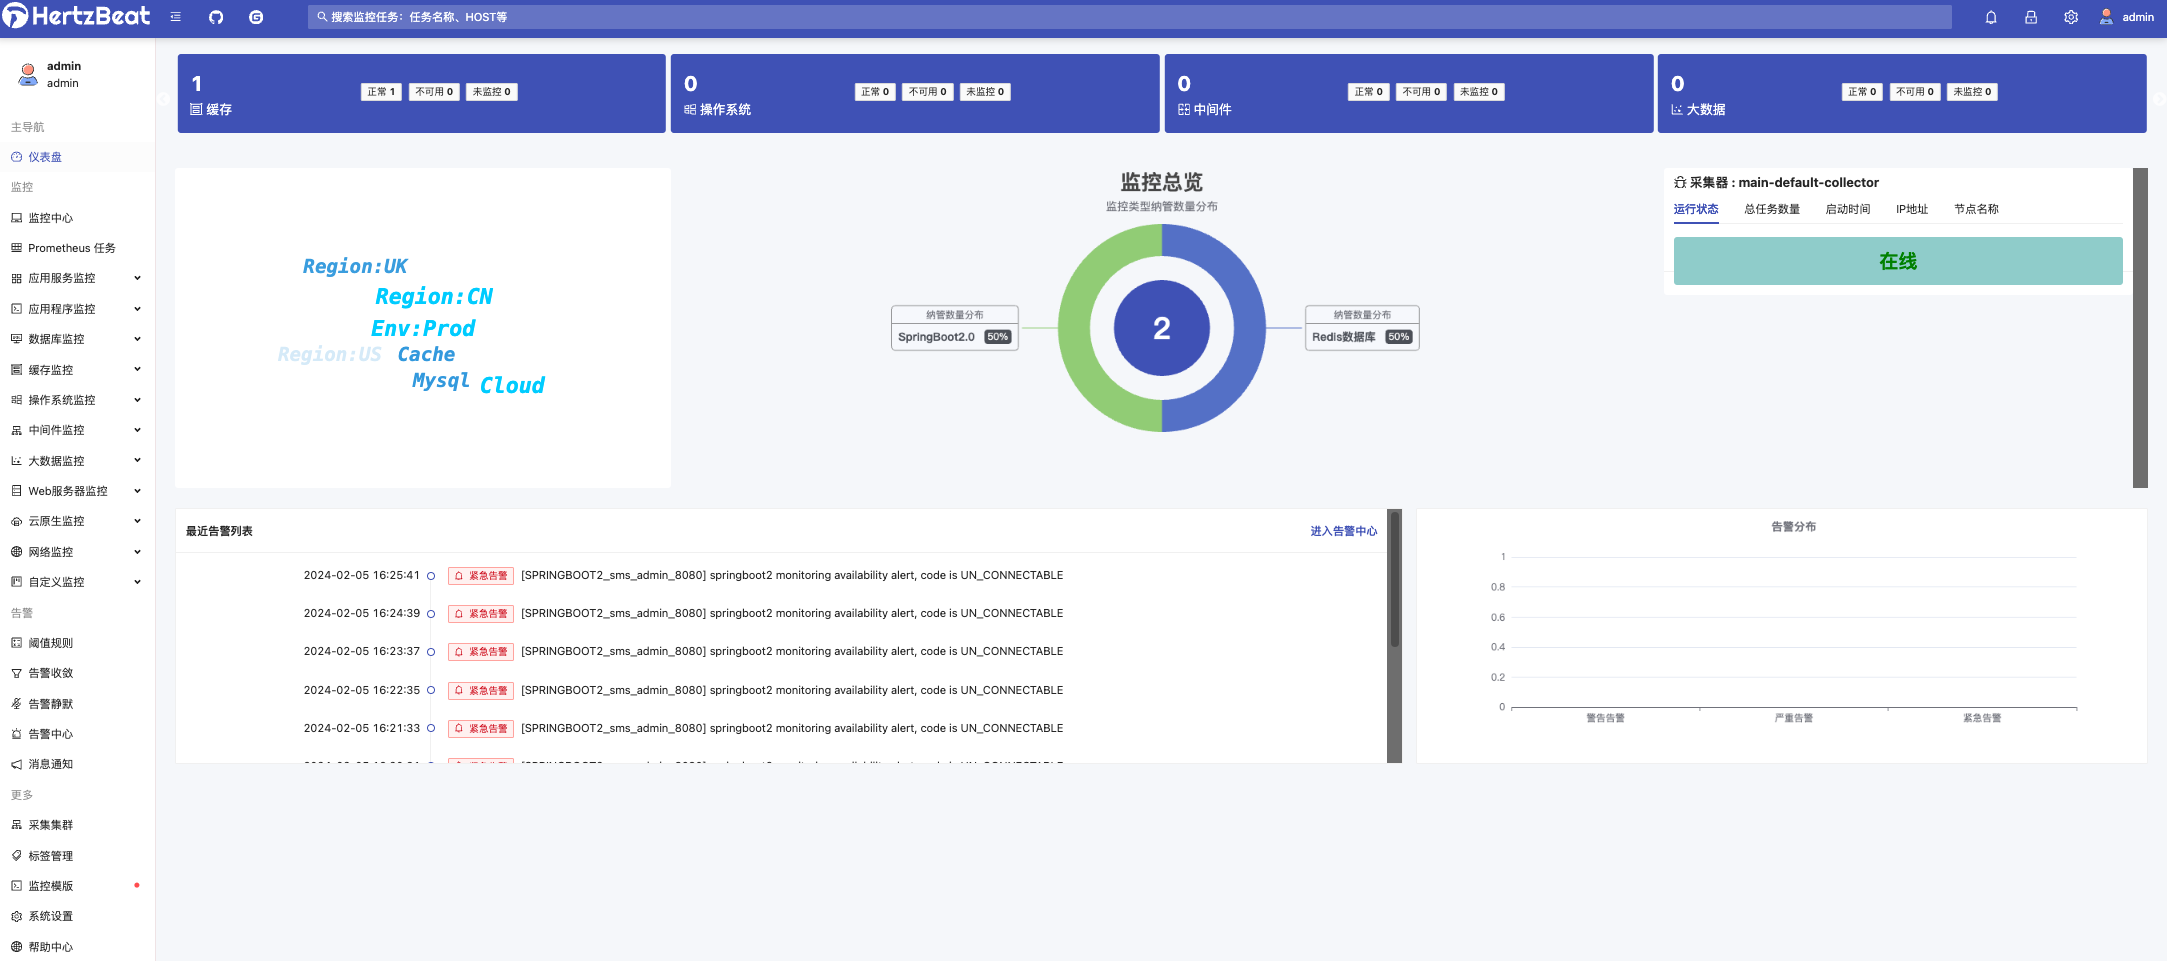 HertzBeat
搜索监控任务：任务名称、HOST等
admin
admin
admin
主导航
仪表盘
监控
监控中心
Prometheus 任务
应用服务监控
应用程序监控
数据库监控
缓存监控
操作系统监控
中间件监控
大数据监控
Web服务器监控
云原生监控
网络监控
自定义监控
告警
阈值规则
告警收敛
告警静默
告警中心
消息通知
更多
采集集群
标签管理
监控模版
系统设置
帮助中心
1
缓存
正常 1 不可用 0 未监控 0
0
操作系统
正常 0 不可用 0 未监控 0
0
中间件
正常 0 不可用 0 未监控 0
0
大数据
正常 0 不可用 0 未监控 0
Region:UK
Region:CN
Env:Prod
Region:US Cache
Mysql Cloud
监控总览
监控类型纳管数量分布
纳管数量分布
SpringBoot2.0 50%
2
纳管数量分布
Redis数据库 50%
采集器 : main-default-collector
运行状态 总任务数量 启动时间 IP地址 节点名称
在线
最近告警列表 进入告警中心
2024-02-05 16:25:41 紧急告警 [SPRINGBOOT2_sms_admin_8080] springboot2 monitoring availability alert, code is UN_CONNECTABLE
2024-02-05 16:24:39 紧急告警 [SPRINGBOOT2_sms_admin_8080] springboot2 monitoring availability alert, code is UN_CONNECTABLE
2024-02-05 16:23:37 紧急告警 [SPRINGBOOT2_sms_admin_8080] springboot2 monitoring availability alert, code is UN_CONNECTABLE
2024-02-05 16:22:35 紧急告警 [SPRINGBOOT2_sms_admin_8080] springboot2 monitoring availability alert, code is UN_CONNECTABLE
2024-02-05 16:21:33 紧急告警 [SPRINGBOOT2_sms_admin_8080] springboot2 monitoring availability alert, code is UN_CONNECTABLE
告警分布
1
0.8
0.6
0.4
0.2
0
警告告警 严重告警 紧急告警